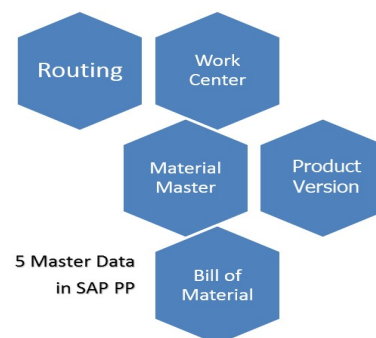 Routing
Work
Center
Material
Master
Product
Version
5 Master Data
in SAP PP
Bill of
Material